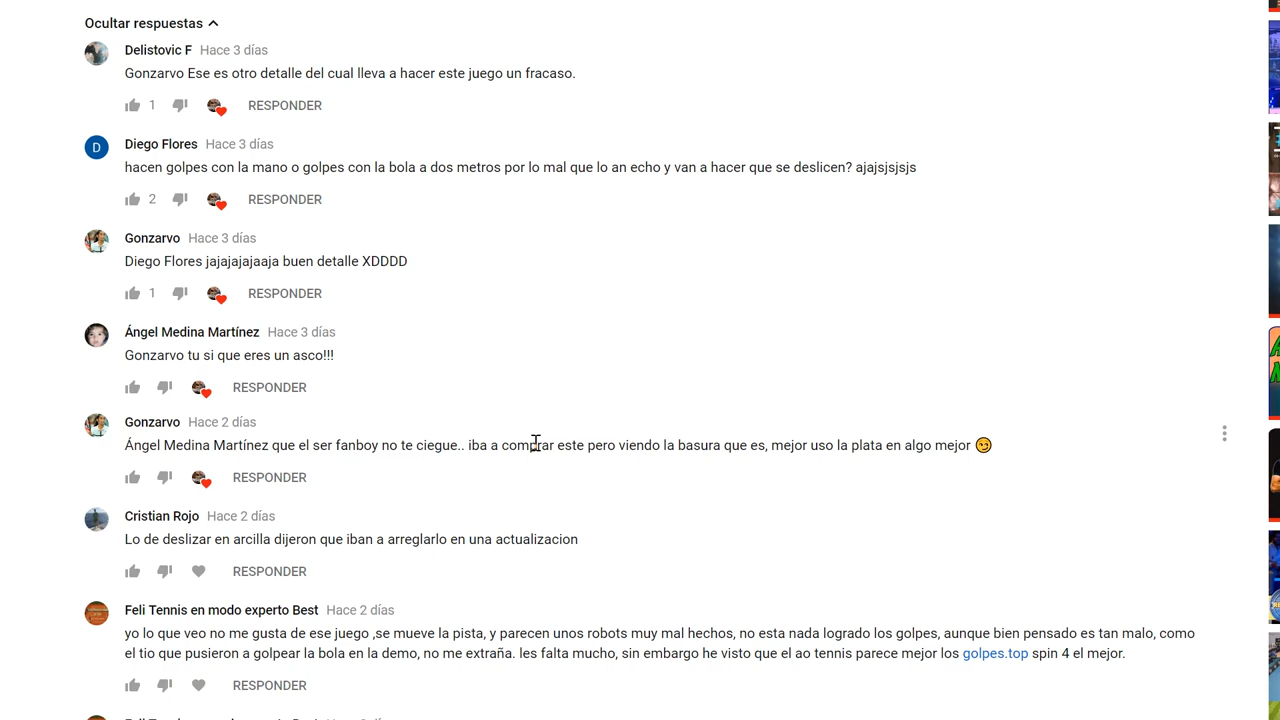 Ocultar respuestas
Delistovic F Hace 3 días
Gonzarvo Ese es otro detalle del cual lleva a hacer este juego un fracaso.
1 RESPONDER
D
Diego Flores Hace 3 días
hacen golpes con la mano o golpes con la bola a dos metros por lo mal que lo an echo y van a hacer que se deslicen? ajajsjsjsjs
2 RESPONDER
Gonzarvo Hace 3 días
Diego Flores jajajajajaaja buen detalle XDDDD
1 RESPONDER
Ángel Medina Martínez Hace 3 días
Gonzarvo tu si que eres un asco!!!
RESPONDER
Gonzarvo Hace 2 días
Ángel Medina Martínez que el ser fanboy no te ciegue.. iba a comprar este pero viendo la basura que es, mejor uso la plata en algo mejor 😏
RESPONDER
Cristian Rojo Hace 2 días
Lo de deslizar en arcilla dijeron que iban a arreglarlo en una actualizacion
RESPONDER
Feli Tennis en modo experto Best Hace 2 días
yo lo que veo no me gusta de ese juego ,se mueve la pista, y parecen unos robots muy mal hechos, no esta nada logrado los golpes, aunque bien pensado es tan malo, como
el tio que pusieron a golpear la bola en la demo, no me extraña. les falta mucho, sin embargo he visto que el ao tennis parece mejor los golpes.top spin 4 el mejor.
RESPONDER